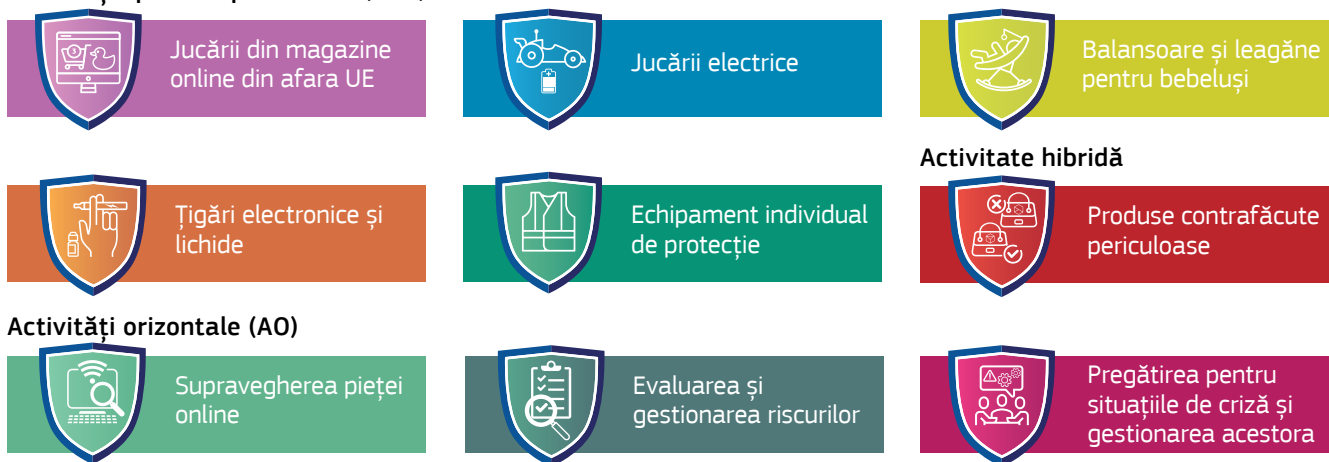 Jucării din magazine
online din afara UE
Jucării electrice
Balansoare și leagăne
pentru bebeluși
Țigări electronice și
lichide
Echipament individual
de protecție
Activitate hibridă
Produse contrafăcute
periculoase
Activități orizontale (AO)
Supravegherea pieței
online
Evaluarea și
gestionarea riscurilor
Pregătirea pentru
situațiile de criză și
gestionarea acestora